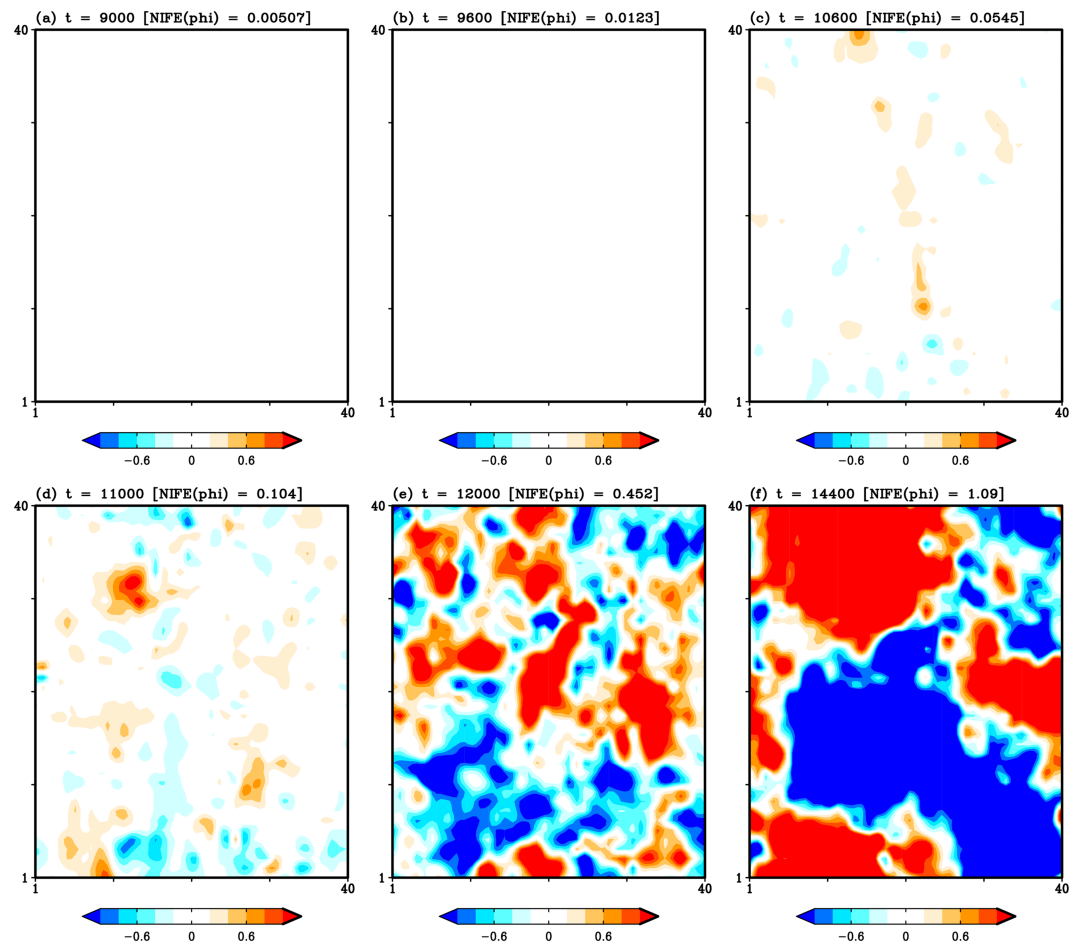 (a) t = 9000 [NIFE(phi) = 0.00507]
40
1
1 40
−0.6 0 0.6
(b) t = 9600 [NIFE(phi) = 0.0123]
40
1
1 40
−0.6 0 0.6
(c) t = 10600 [NIFE(phi) = 0.0545]
40
1
1 40
−0.6 0 0.6
(d) t = 11000 [NIFE(phi) = 0.104]
40
1
1 40
−0.6 0 0.6
(e) t = 12000 [NIFE(phi) = 0.452]
40
1
1 40
−0.6 0 0.6
(f) t = 14400 [NIFE(phi) = 1.09]
40
1
1 40
−0.6 0 0.6